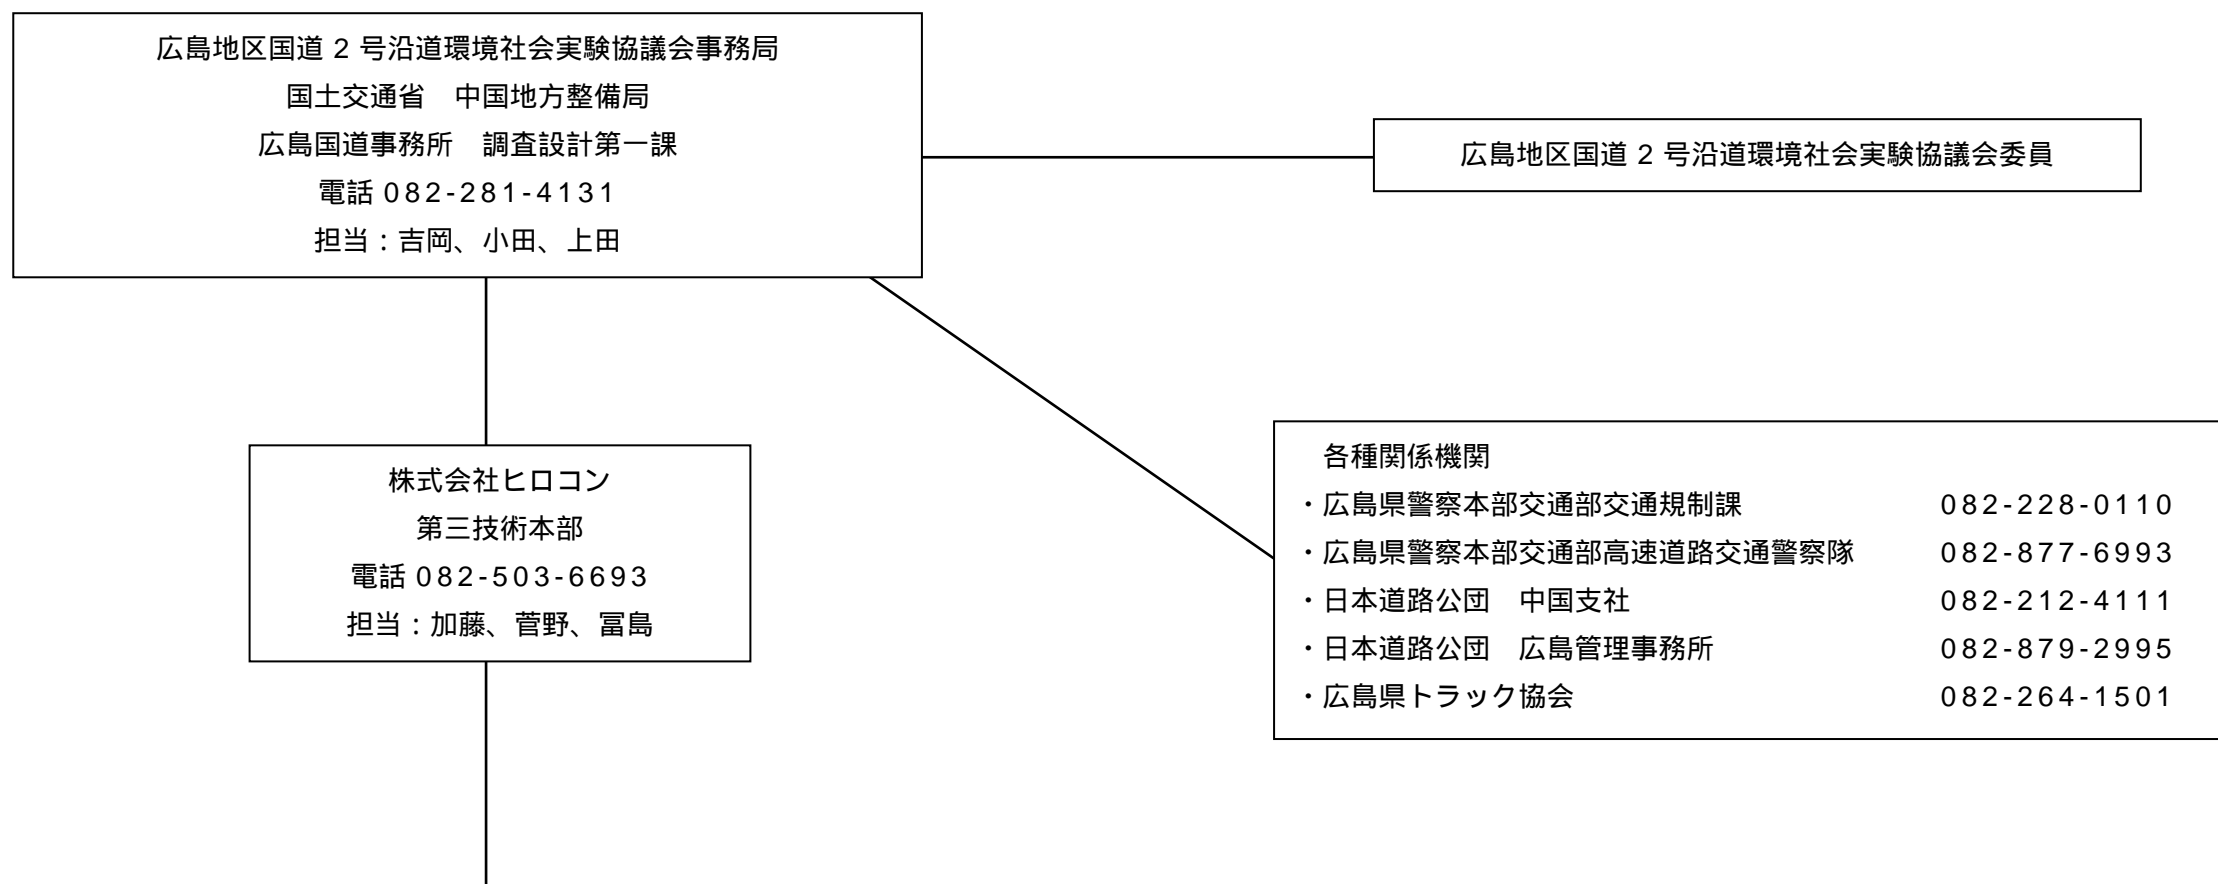 広島地区国道 2 号沿道環境社会実験協議会事務局
国土交通省　中国地方整備局
広島国道事務所　調査設計第一課
電話 082-281-4131
担当：吉岡、小田、上田
広島地区国道 2 号沿道環境社会実験協議会委員
株式会社ヒロコン
第三技術本部
電話 082-503-6693
担当：加藤、菅野、冨島
各種関係機関
・広島県警察本部交通部交通規制課　082-228-0110
・広島県警察本部交通部高速道路交通警察隊　082-877-6993
・日本道路公団　中国支社　082-212-4111
・日本道路公団　広島管理事務所　082-879-2995
・広島県トラック協会　082-264-1501